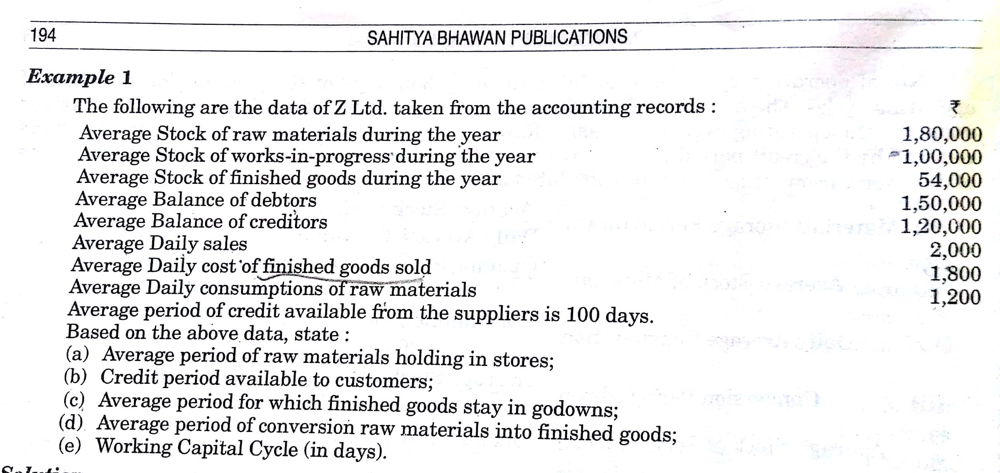 194 SAHITYA BHAWAN PUBLICATIONS
Example 1
The following are the data of Z Ltd. taken from the accounting records : ₹
Average Stock of raw materials during the year 1,80,000
Average Stock of works-in-progress during the year 1,00,000
Average Stock of finished goods during the year 54,000
Average Balance of debtors 1,50,000
Average Balance of creditors 1,20,000
Average Daily sales 2,000
Average Daily cost of finished goods sold 1,800
Average Daily consumptions of raw materials 1,200
Average period of credit available from the suppliers is 100 days.
Based on the above data, state :
(a) Average period of raw materials holding in stores;
(b) Credit period available to customers;
(c) Average period for which finished goods stay in godowns;
(d) Average period of conversion raw materials into finished goods;
(e) Working Capital Cycle (in days).